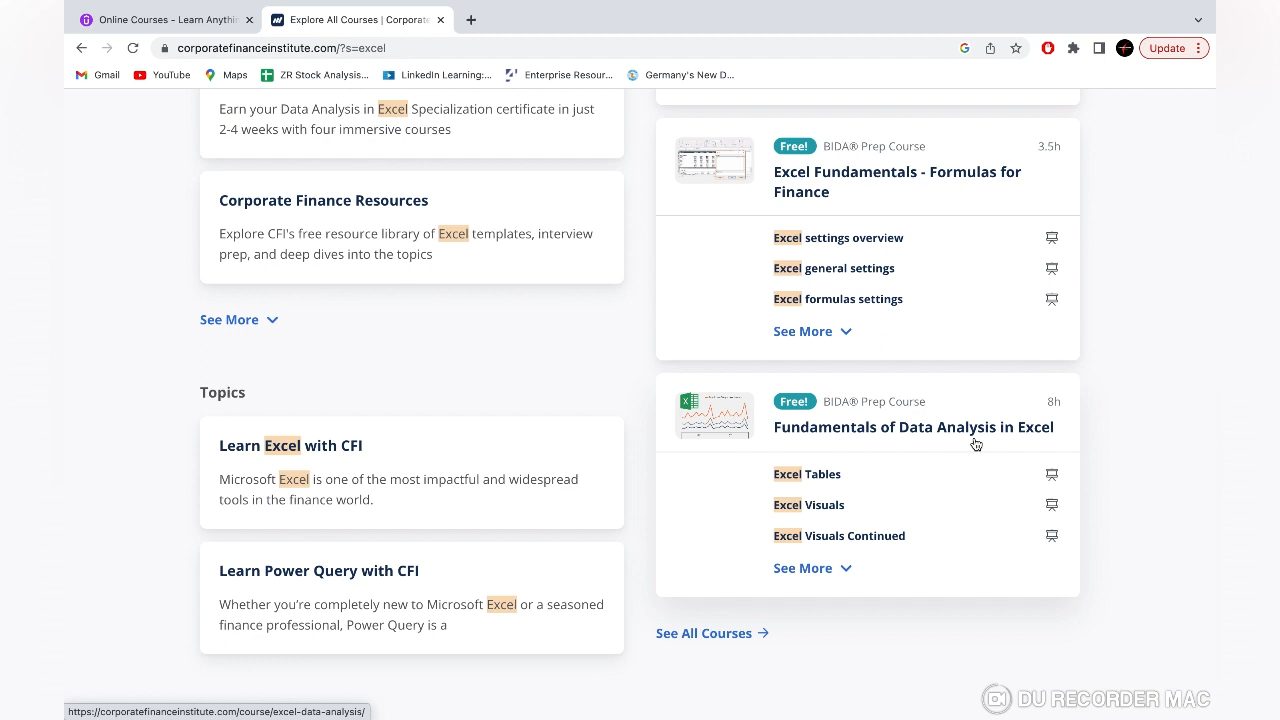 Online Courses - Learn Anythin
Explore All Courses | Corporate
corporatefinanceinstitute.com/?s=excel
Update
Gmail
YouTube
Maps
ZR Stock Analysis...
Linkedin Learning:...
Enterprise Resour...
Germany's New D...
Earn your Data Analysis in Excel Specialization certificate in just
2-4 weeks with four immersive courses
Corporate Finance Resources
Explore CFI's free resource library of Excel templates, interview
prep, and deep dives into the topics
See More
Topics
Learn Excel with CFI
Microsoft Excel is one of the most impactful and widespread
tools in the finance world.
Learn Power Query with CFI
Whether you're completely new to Microsoft Excel or a seasoned
finance professional, Power Query is a
Free! BIDA® Prep Course 3.5h
Excel Fundamentals - Formulas for
Finance
Excel settings overview
Excel general settings
Excel formulas settings
See More
Free! BIDA® Prep Course 8h
Fundamentals of Data Analysis in Excel
Excel Tables
Excel Visuals
Excel Visuals Continued
See More
See All Courses
https://corporatefinanceinstitute.com/course/excel-data-analysis/
DU RECORDER MAC